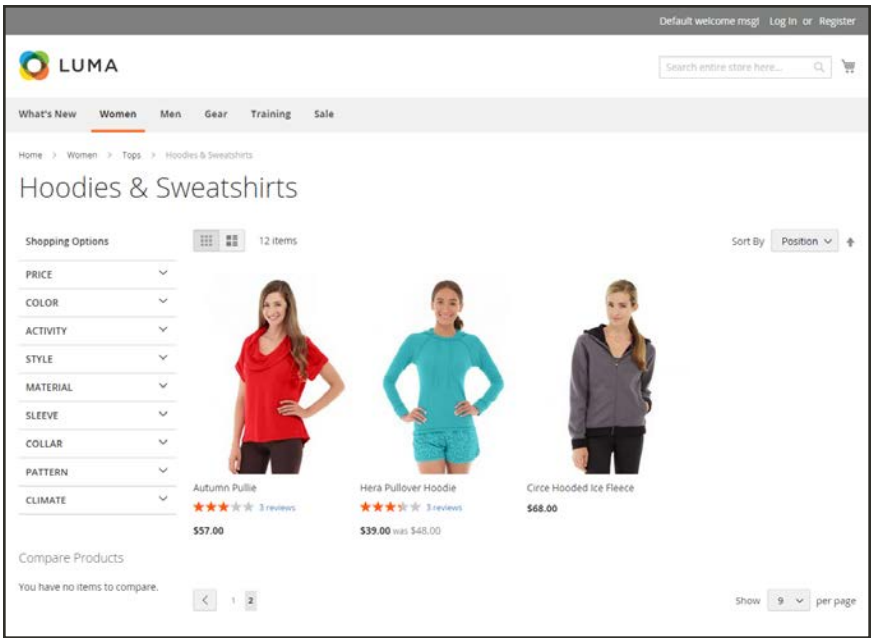 Default welcome msg! Log In or Register
LUMA
Search entire store here...
What's New Women Men Gear Training Sale
Home > Women > Tops > Hoodies & Sweatshirts
Hoodies & Sweatshirts
Shopping Options
12 items
Sort By Position
PRICE
COLOR
ACTIVITY
STYLE
MATERIAL
SLEEVE
COLLAR
PATTERN
CLIMATE
Autumn Pullie
3 reviews
$57.00
Hera Pullover Hoodie
3 reviews
$39.00 was $48.00
Circe Hooded Ice Fleece
$68.00
Compare Products
You have no items to compare.
< 1 2
Show 9 per page